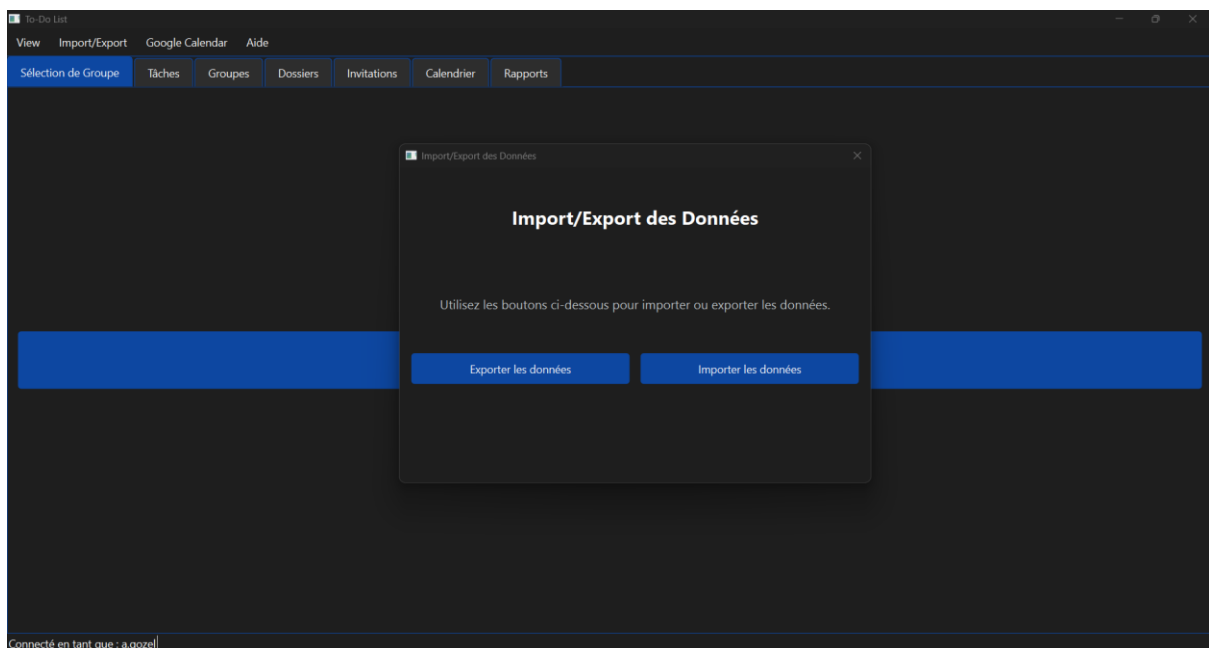 To-Do List
View Import/Export Google Calendar Aide
Sélection de Groupe Tâches Groupes Dossiers Invitations Calendrier Rapports
Import/Export des Données
Import/Export des Données
Utilisez les boutons ci-dessous pour importer ou exporter les données.
Exporter les données Importer les données
Connecté en tant que : a.gozel